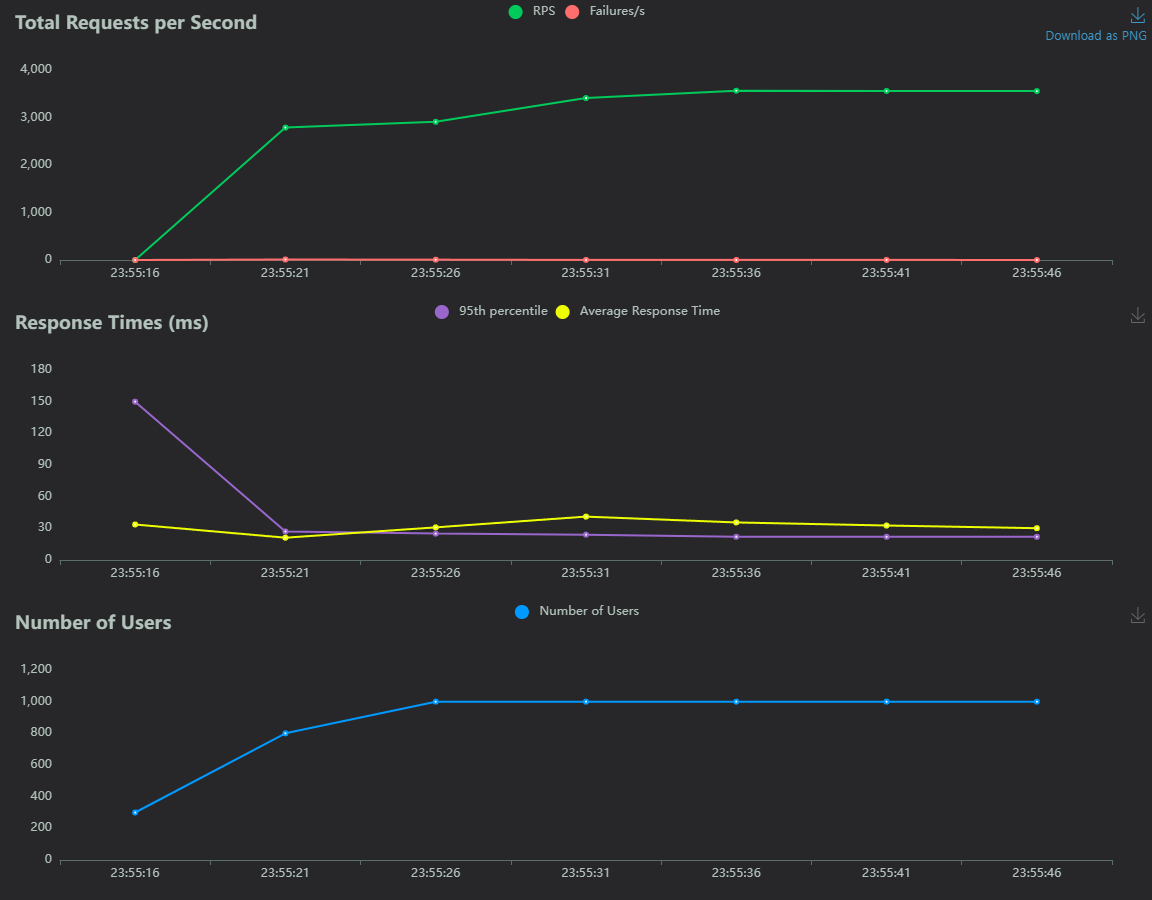 Total Requests per Second
RPS Failures/s
Download as PNG
4,000
3,000
2,000
1,000
0
23:55:16 23:55:21 23:55:26 23:55:31 23:55:36 23:55:41 23:55:46
Response Times (ms)
95th percentile Average Response Time
180
150
120
90
60
30
0
23:55:16 23:55:21 23:55:26 23:55:31 23:55:36 23:55:41 23:55:46
Number of Users
Number of Users
1,200
1,000
800
600
400
200
0
23:55:16 23:55:21 23:55:26 23:55:31 23:55:36 23:55:41 23:55:46